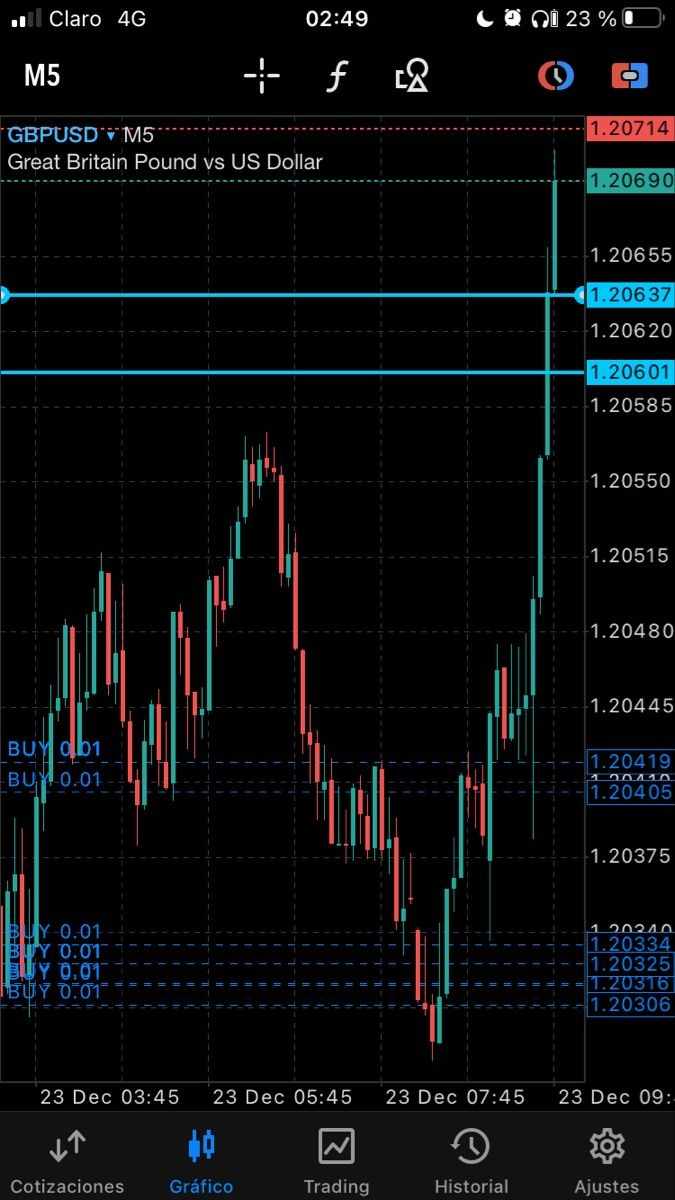 Claro 4G 02:49 23 %
M5
GBPUSD ▾ M5
Great Britain Pound vs US Dollar
1.20714
1.20690
1.20655
1.20637
1.20620
1.20601
1.20585
1.20550
1.20515
1.20480
1.20445
BUY 0.01
1.20419
BUY 0.01
1.20410
1.20405
1.20375
BUY 0.01
1.20340
1.20334
BUY 0.01
1.20325
BUY 0.01
1.20316
BUY 0.01
1.20306
23 Dec 03:45 23 Dec 05:45 23 Dec 07:45 23 Dec 09:
Cotizaciones Gráfico Trading Historial Ajustes